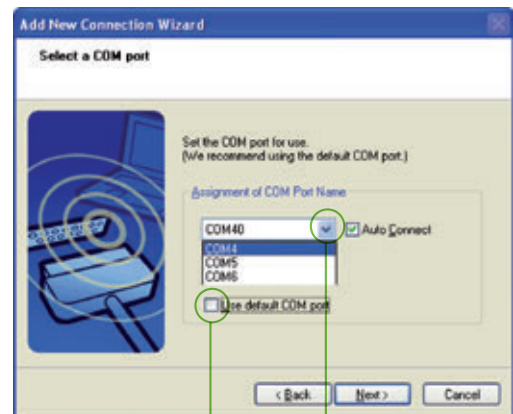 Add New Connection Wizard
Select a COM port
Set the COM port for use.
(We recommend using the default COM port.)
Assignment of COM Port Name
COM40
Auto Connect
COM4
COM5
COM6
Use default COM port
< Back
Next >
Cancel